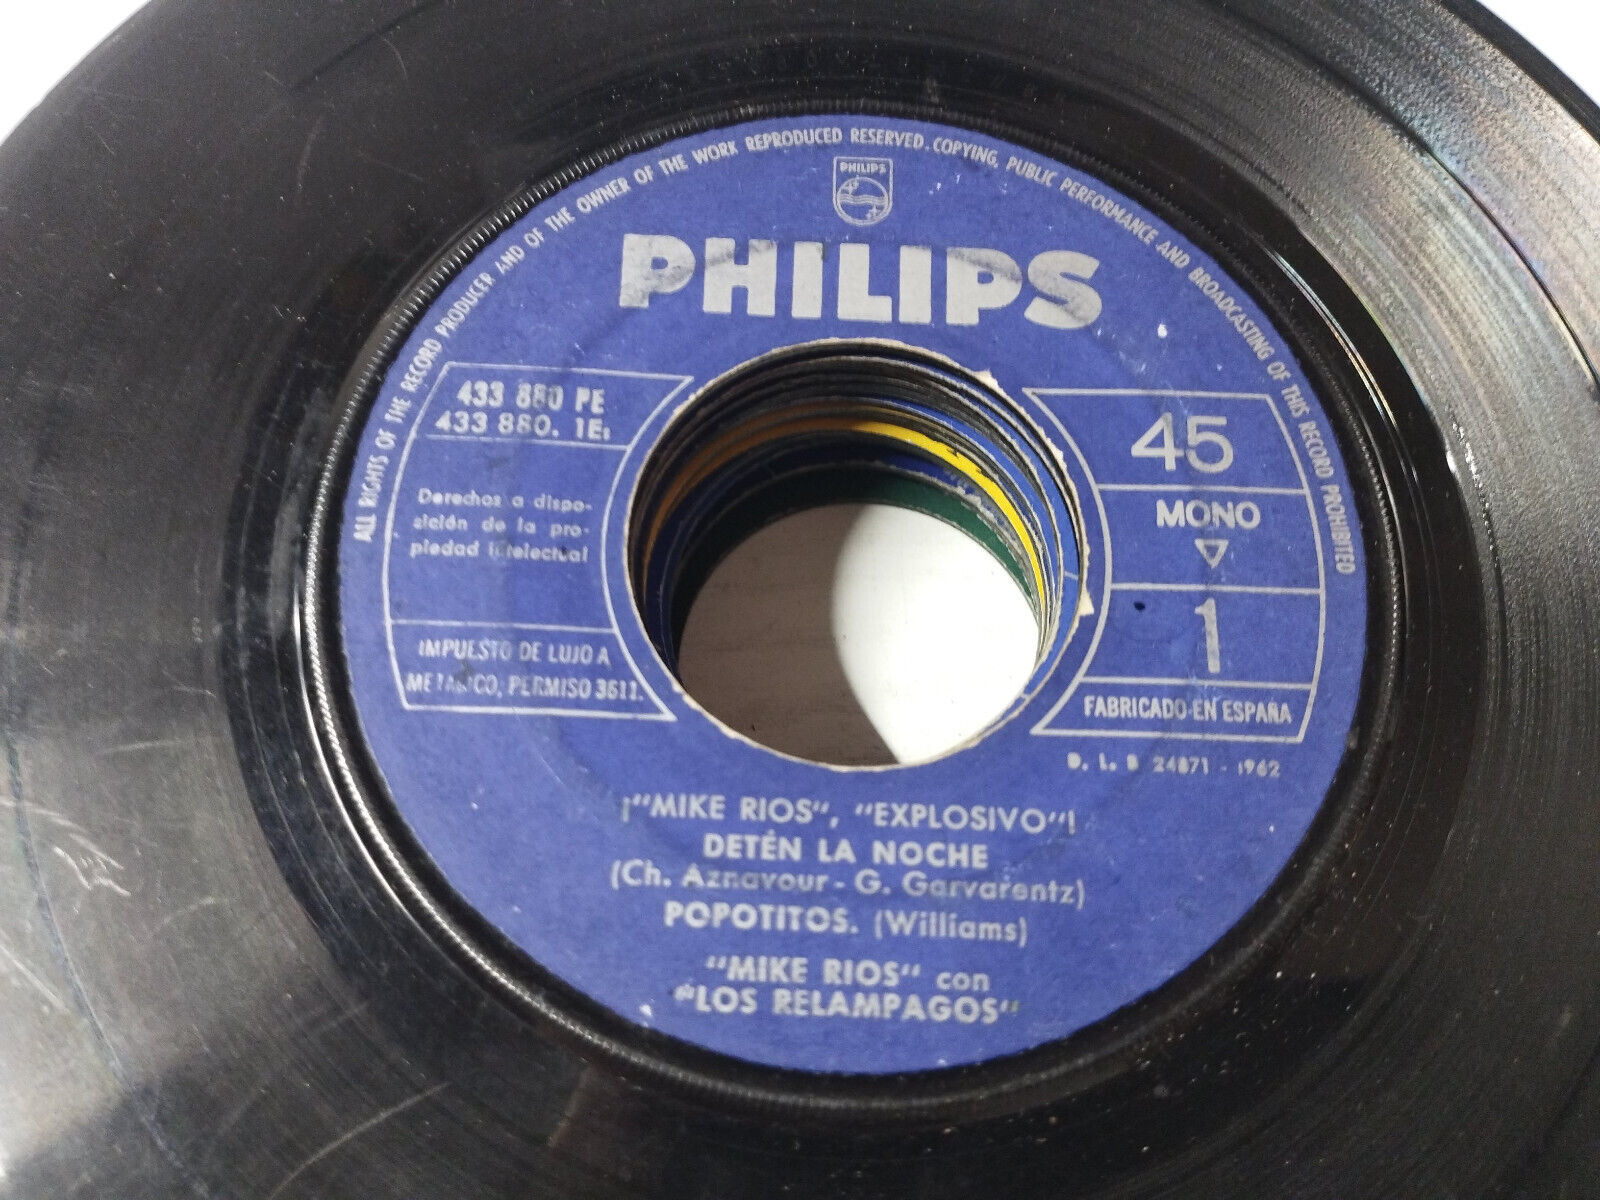 ALL RIGHTS OF THE RECORD PRODUCER AND OF THE OWNER OF THE WORK REPRODUCED RESERVED. COPYING, PUBLIC PERFORMANCE AND BROADCASTING OF THIS RECORD PROHIBITED
PHILIPS
PHILIPS
433 880 PE
433 880. 1E.
Derechos a dispo-
sición de la pro-
piedad intelectual
IMPUESTO DE LUJO A
METALICO, PERMISO 3611.
45
MONO
1
FABRICADO EN ESPAÑA
D. L. B 24871 - 1962
¡"MIKE RIOS", "EXPLOSIVO"!
DETÉN LA NOCHE
(Ch. Aznavour - G. Garvarentz)
POPOTITOS. (Williams)
"MIKE RIOS" con
"LOS RELAMPAGOS"